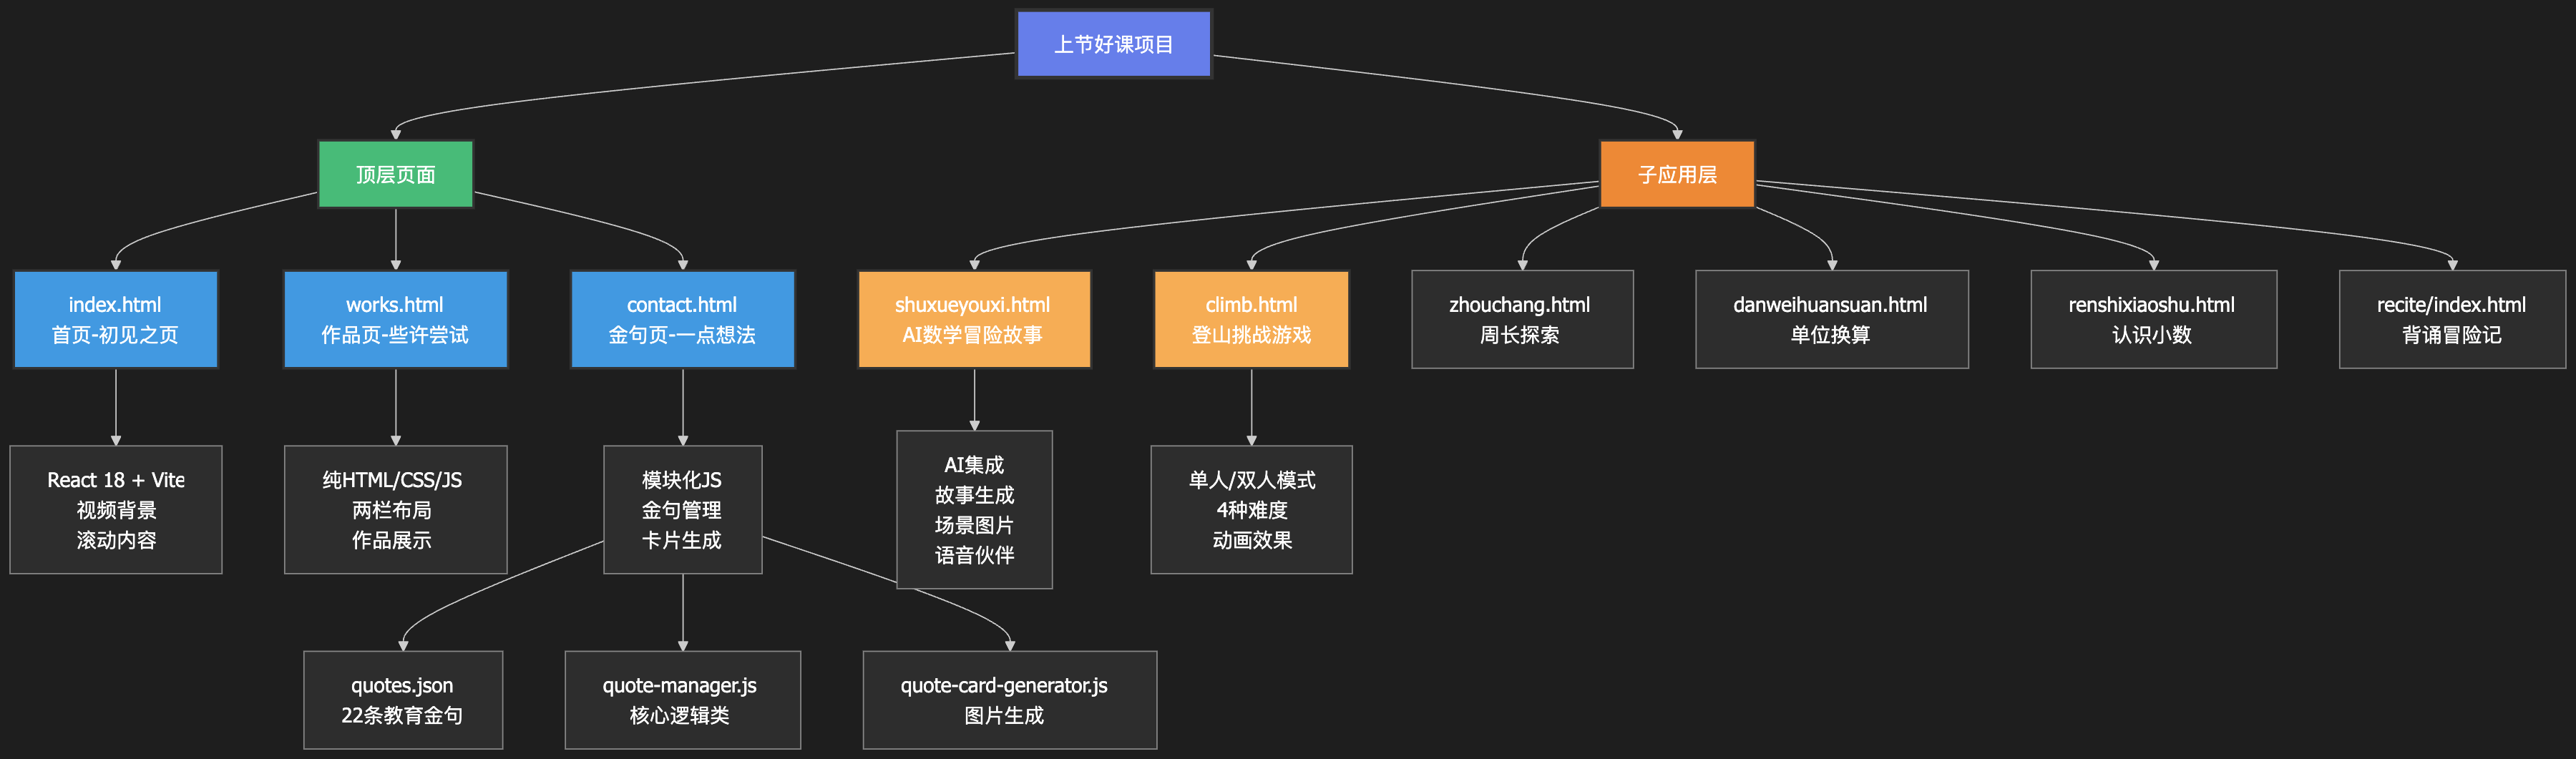 上节好课项目
顶层页面
子应用层
index.html
首页-初见之页
works.html
作品页-些许尝试
contact.html
金句页-一点想法
shuxueyouxi.html
AI数学冒险故事
climb.html
登山挑战游戏
zhouchang.html
周长探索
danweihuansuan.html
单位换算
renshixiaoshu.html
认识小数
recite/index.html
背诵冒险记
React 18 + Vite
视频背景
滚动内容
纯HTML/CSS/JS
两栏布局
作品展示
模块化JS
金句管理
卡片生成
AI集成
故事生成
场景图片
语音伙伴
单人/双人模式
4种难度
动画效果
quotes.json
22条教育金句
quote-manager.js
核心逻辑类
quote-card-generator.js
图片生成